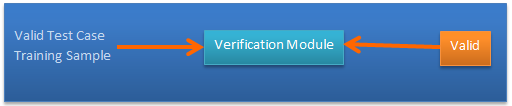 Valid Test Case
Training Sample
Verification Module
Valid